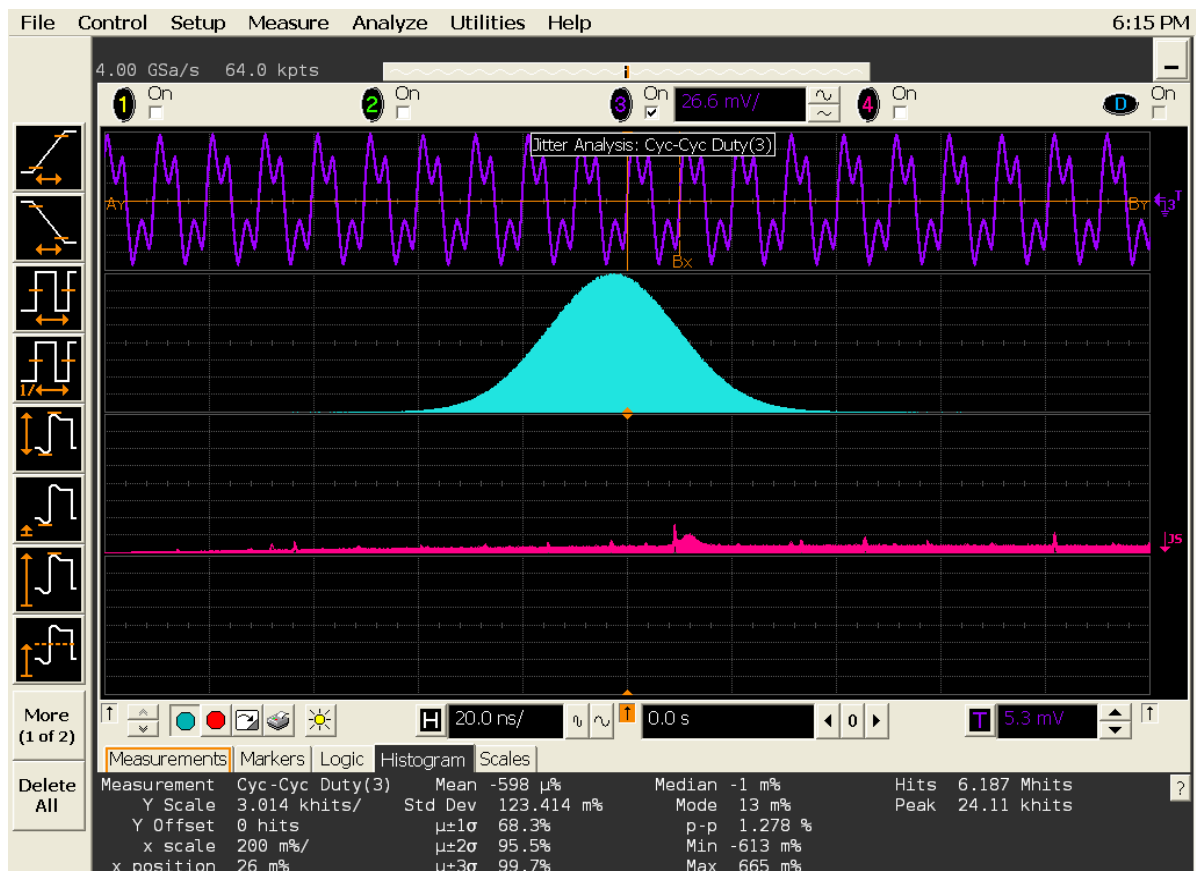 File Control Setup Measure Analyze Utilities Help 6:15 PM
4.00 GSa/s 64.0 kpts
1 On 2 On 3 On 26.6 mV/ 4 On D On
Jitter Analysis: Cyc-Cyc Duty(3)
Ay By 3 T
Bx
1/
JS
More
(1 of 2)
Delete
All
H 20.0 ns/ 0.0 s 0 T 5.3 mV
Measurements Markers Logic Histogram Scales
Measurement Cyc-Cyc Duty(3) Mean -598 µ% Median -1 m% Hits 6.187 Mhits ?
Y Scale 3.014 khits/ Std Dev 123.414 m% Mode 13 m% Peak 24.11 khits
Y Offset 0 hits µ±1σ 68.3% p-p 1.278 %
x scale 200 m%/ µ±2σ 95.5% Min -613 m%
x position 26 m% µ±3σ 99.7% Max 665 m%